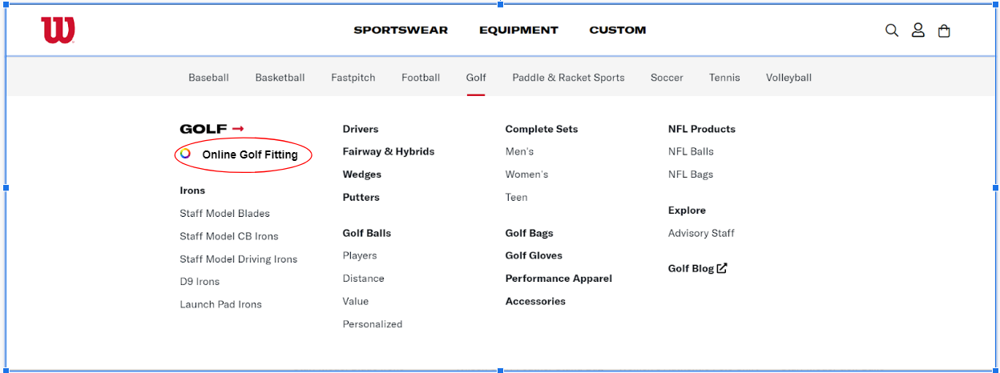 W
SPORTSWEAR EQUIPMENT CUSTOM
Baseball Basketball Fastpitch Football Golf Paddle & Racket Sports Soccer Tennis Volleyball
GOLF →
Online Golf Fitting
Irons
Staff Model Blades
Staff Model CB Irons
Staff Model Driving Irons
D9 Irons
Launch Pad Irons
Drivers
Fairway & Hybrids
Wedges
Putters
Golf Balls
Players
Distance
Value
Personalized
Complete Sets
Men's
Women's
Teen
Golf Bags
Golf Gloves
Performance Apparel
Accessories
NFL Products
NFL Balls
NFL Bags
Explore
Advisory Staff
Golf Blog